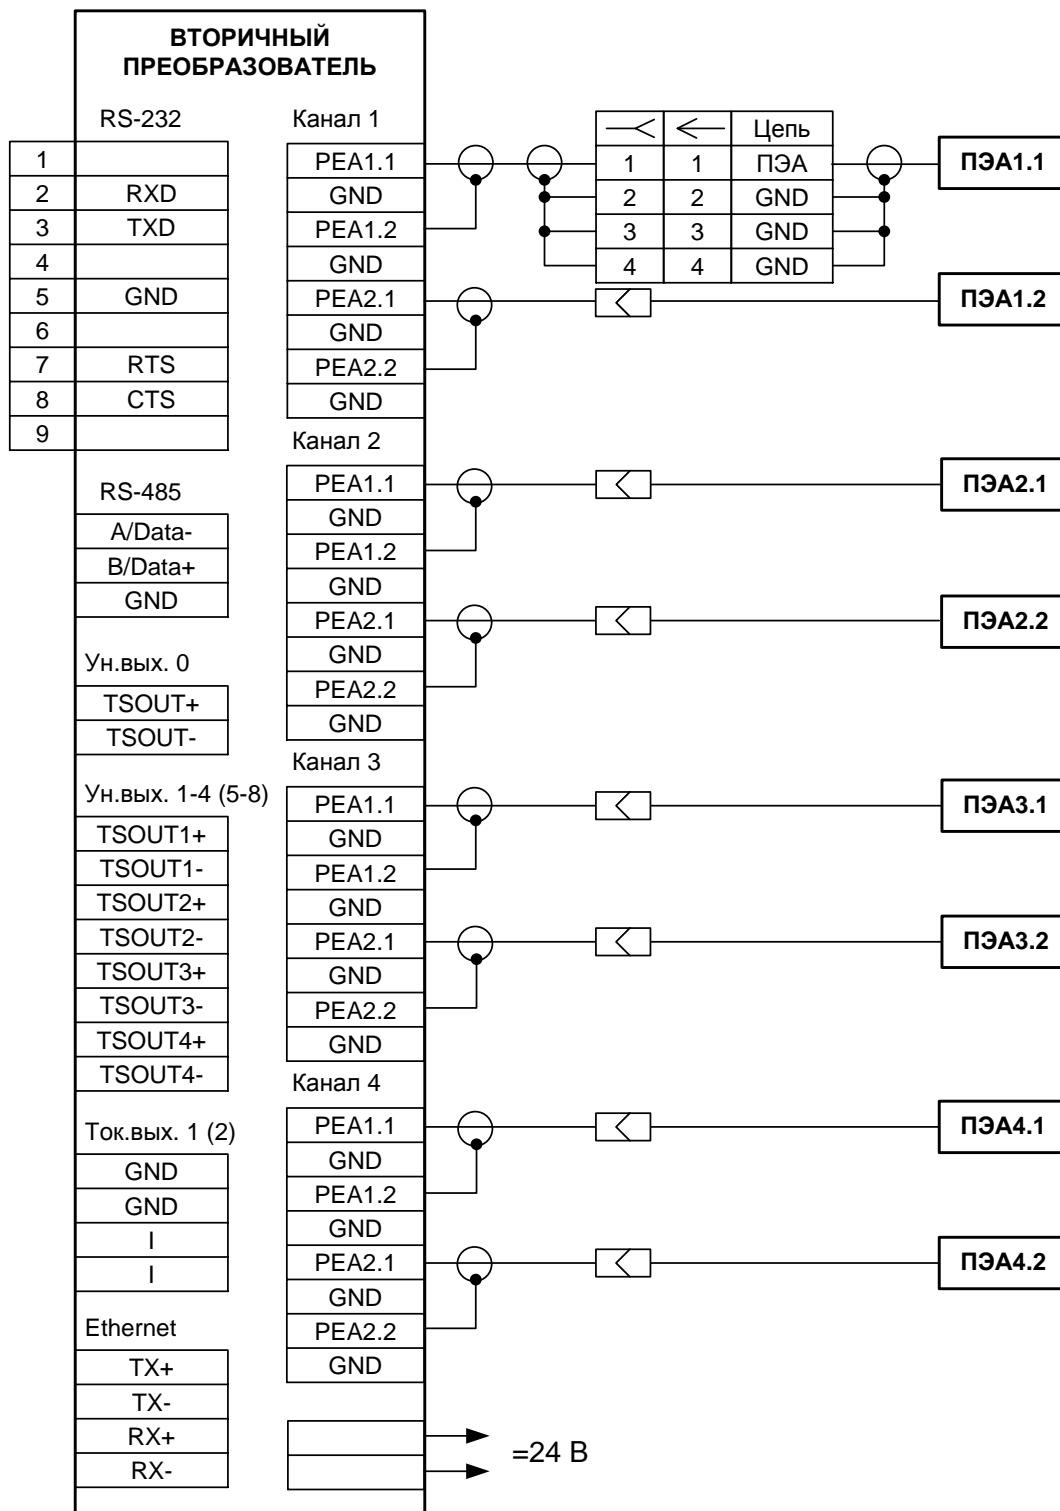 ВТОРИЧНЫЙ
ПРЕОБРАЗОВАТЕЛЬ
RS-232
1
2 RXD
3 TXD
4
5 GND
6
7 RTS
8 CTS
9
RS-485
A/Data-
B/Data+
GND
Ун.вых. 0
TSOUT+
TSOUT-
Ун.вых. 1-4 (5-8)
TSOUT1+
TSOUT1-
TSOUT2+
TSOUT2-
TSOUT3+
TSOUT3-
TSOUT4+
TSOUT4-
Ток.вых. 1 (2)
GND
GND
I
I
Ethernet
TX+
TX-
RX+
RX-
Канал 1
PEA1.1
GND
PEA1.2
GND
PEA2.1
GND
PEA2.2
GND
Канал 2
PEA1.1
GND
PEA1.2
GND
PEA2.1
GND
PEA2.2
GND
Канал 3
PEA1.1
GND
PEA1.2
GND
PEA2.1
GND
PEA2.2
GND
Канал 4
PEA1.1
GND
PEA1.2
GND
PEA2.1
GND
PEA2.2
GND
=24 В
Цепь
1 1 ПЭА
2 2 GND
3 3 GND
4 4 GND
ПЭА1.1
ПЭА1.2
ПЭА2.1
ПЭА2.2
ПЭА3.1
ПЭА3.2
ПЭА4.1
ПЭА4.2